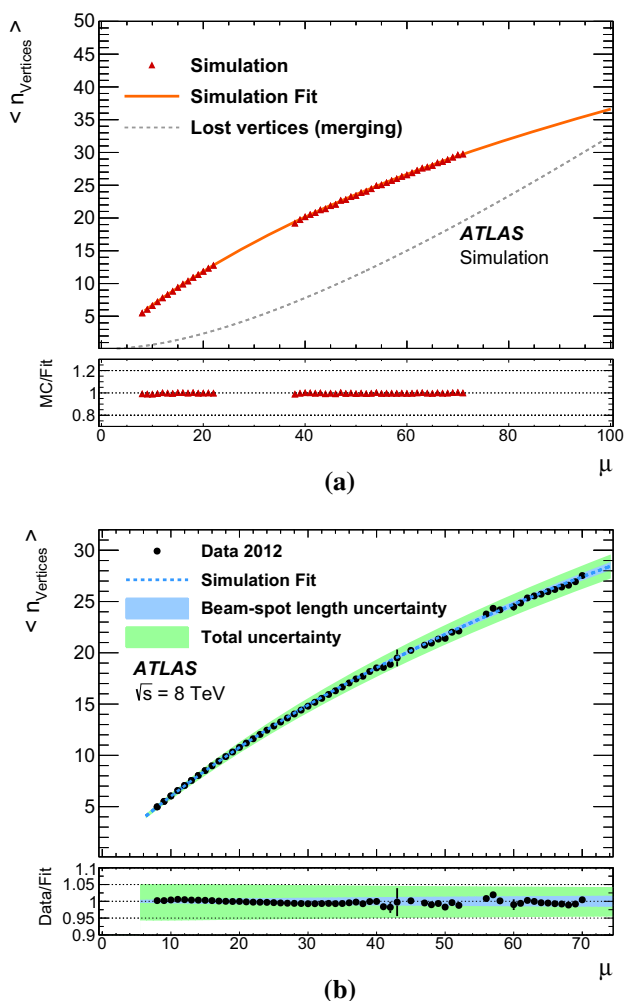 < n Vertices >
50
45
40
35
30
25
20
15
10
5
Simulation
Simulation Fit
Lost vertices (merging)
ATLAS
Simulation
MC/Fit
1.2
1
0.8
0 20 40 60 80 100
μ
(a)
< n Vertices >
30
25
20
15
10
5
Data 2012
Simulation Fit
Beam-spot length uncertainty
Total uncertainty
ATLAS
√s = 8 TeV
Data/Fit
1.1
1.05
1
0.95
0.9
10 20 30 40 50 60 70
μ
(b)